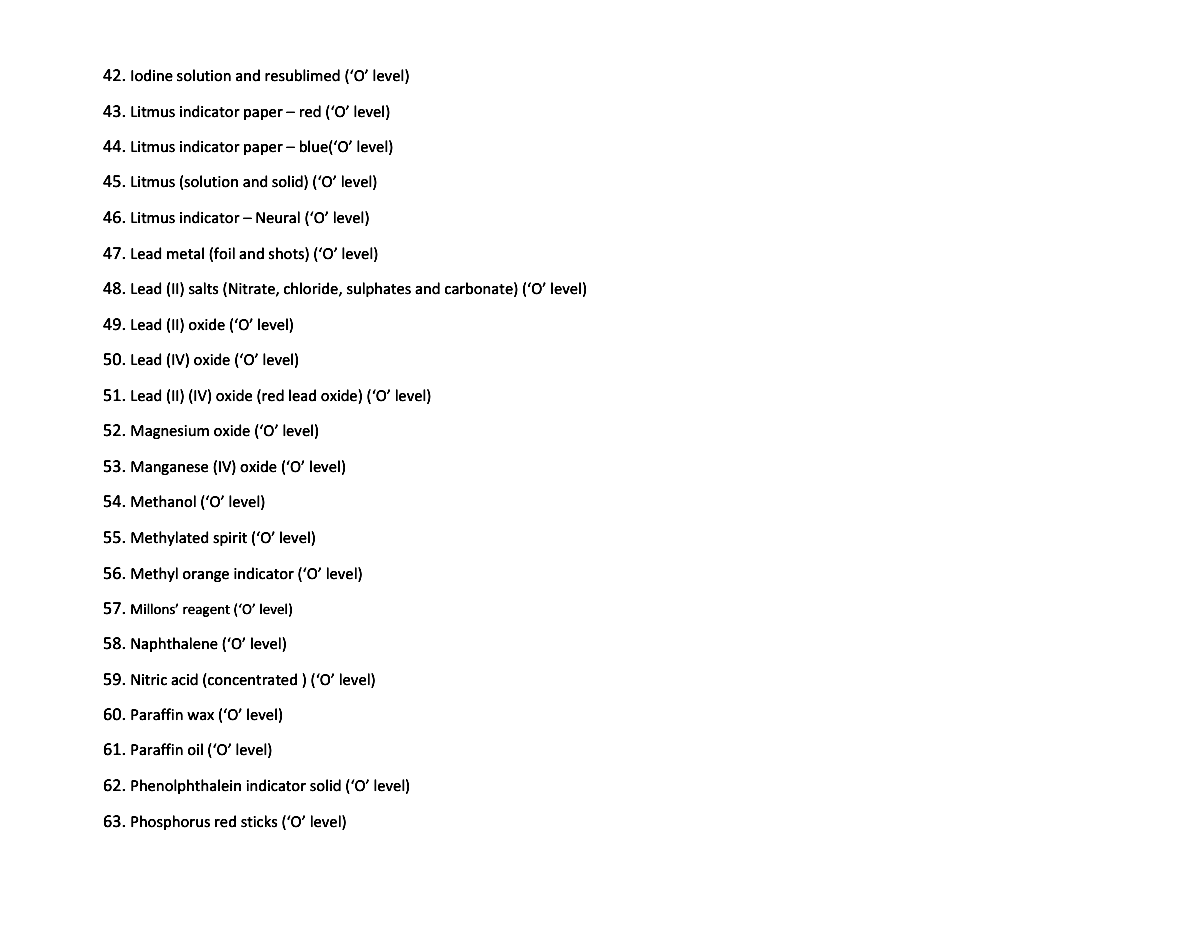 42. Iodine solution and resublimed (‘O’ level)
43. Litmus indicator paper – red (‘O’ level)
44. Litmus indicator paper – blue(‘O’ level)
45. Litmus (solution and solid) (‘O’ level)
46. Litmus indicator – Neural (‘O’ level)
47. Lead metal (foil and shots) (‘O’ level)
48. Lead (II) salts (Nitrate, chloride, sulphates and carbonate) (‘O’ level)
49. Lead (II) oxide (‘O’ level)
50. Lead (IV) oxide (‘O’ level)
51. Lead (II) (IV) oxide (red lead oxide) (‘O’ level)
52. Magnesium oxide (‘O’ level)
53. Manganese (IV) oxide (‘O’ level)
54. Methanol (‘O’ level)
55. Methylated spirit (‘O’ level)
56. Methyl orange indicator (‘O’ level)
57. Millons’ reagent (‘O’ level)
58. Naphthalene (‘O’ level)
59. Nitric acid (concentrated ) (‘O’ level)
60. Paraffin wax (‘O’ level)
61. Paraffin oil (‘O’ level)
62. Phenolphthalein indicator solid (‘O’ level)
63. Phosphorus red sticks (‘O’ level)